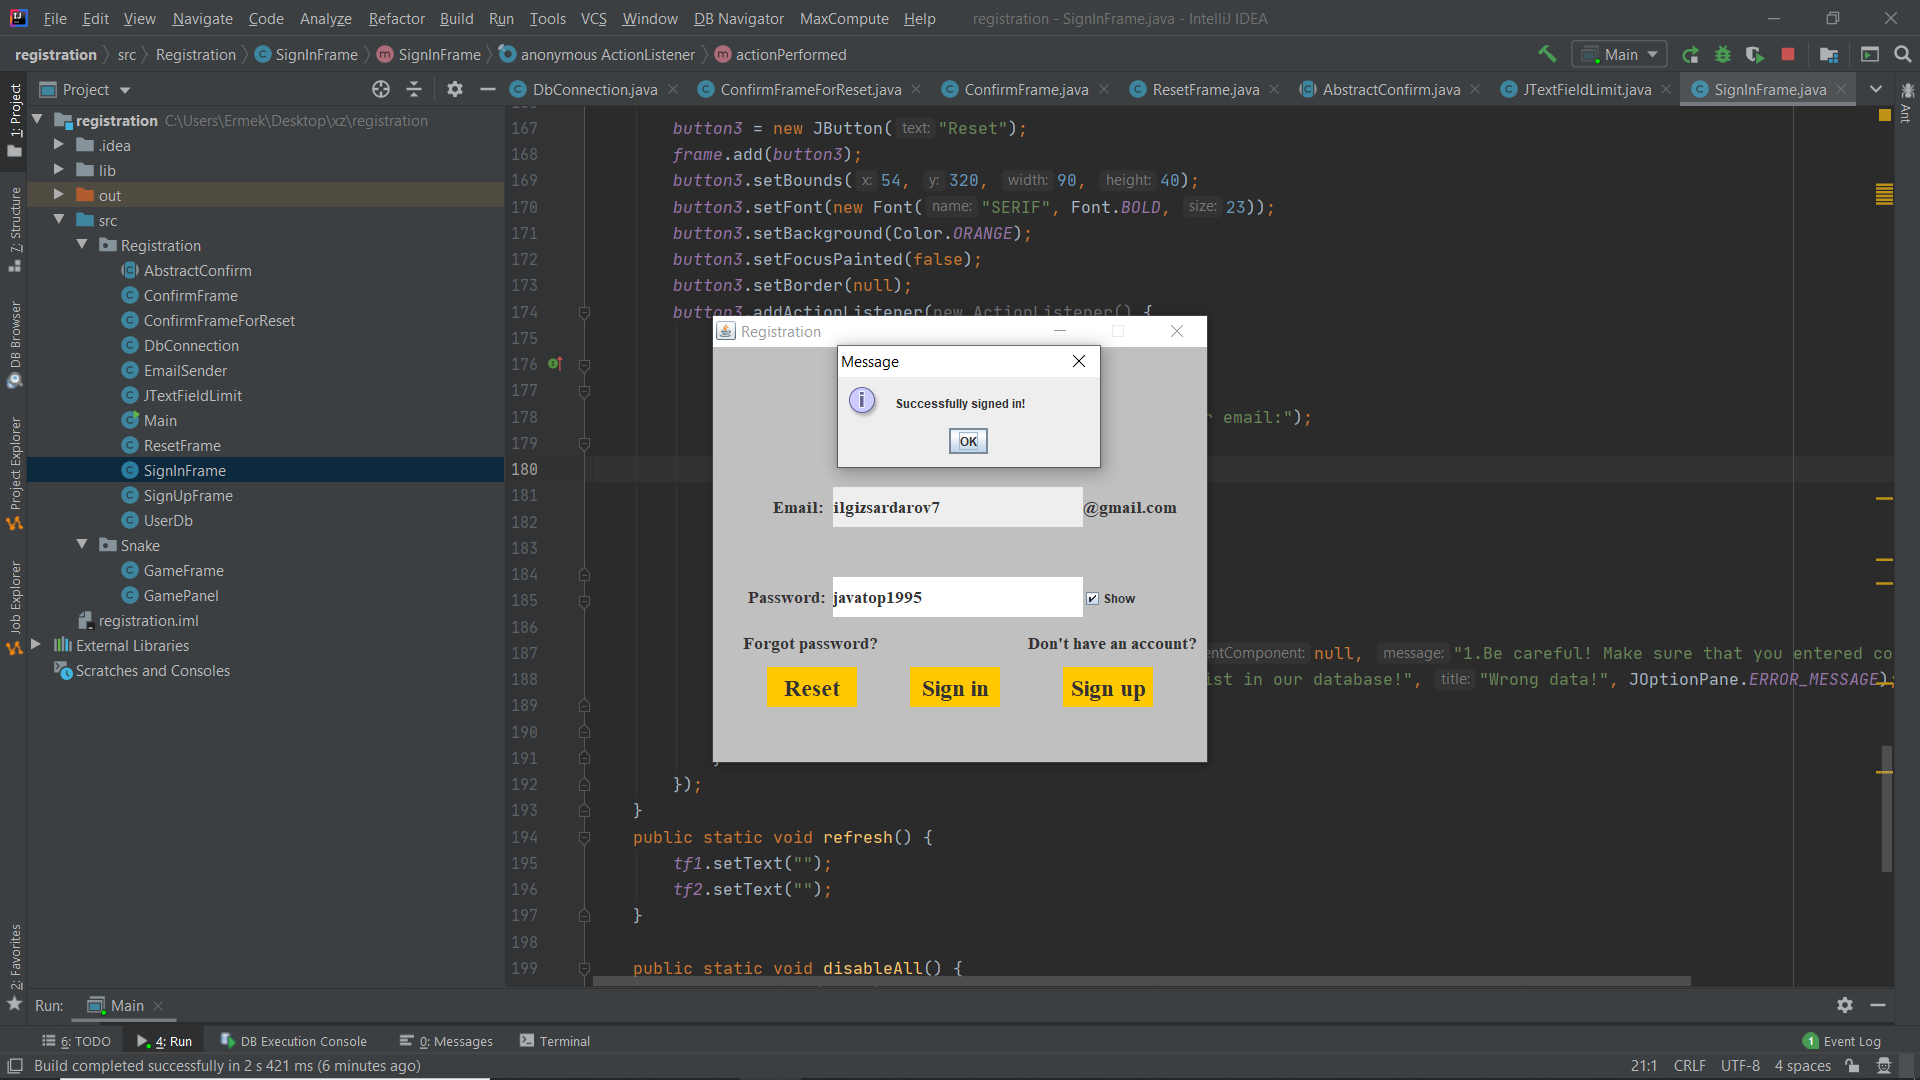 File Edit View Navigate Code Analyze Refactor Build Run Tools VCS Window DB Navigator MaxCompute Help registration - SignInFrame.java - IntelliJ IDEA
registration src Registration SignInFrame SignInFrame anonymous ActionListener actionPerformed Main
Project DbConnection.java ConfirmFrameForReset.java ConfirmFrame.java ResetFrame.java AbstractConfirm.java JTextFieldLimit.java SignInFrame.java
1: Project
7: Structure
DB Browser
Project Explorer
Job Explorer
2: Favorites
Ant
registration C:\Users\Ermek\Desktop\xz\registration
.idea
lib
out
src
Registration
AbstractConfirm
ConfirmFrame
ConfirmFrameForReset
DbConnection
EmailSender
JTextFieldLimit
Main
ResetFrame
SignInFrame
SignUpFrame
UserDb
Snake
GameFrame
GamePanel
registration.iml
External Libraries
Scratches and Consoles
167 button3 = new JButton( text: "Reset");
168 frame.add(button3);
169 button3.setBounds( x: 54, y: 320, width: 90, height: 40);
170 button3.setFont(new Font( name: "SERIF", Font.BOLD, size: 23));
171 button3.setBackground(Color.ORANGE);
172 button3.setFocusPainted(false);
173 button3.setBorder(null);
174 button3.addActionListener(new ActionListener() {
175
176
177
178 email:");
179
180
181
182
183
184
185
186
187 entComponent: null, message: "1.Be careful! Make sure that you entered co
188 ist in our database!", title: "Wrong data!", JOptionPane.ERROR_MESSAGE);
189
190
191 }
192 });
193 }
194 public static void refresh() {
195 tf1.setText("");
196 tf2.setText("");
197 }
198
199 public static void disableAll() {
Registration
Message
Successfully signed in!
OK
Email: ilgizsardarov7 @gmail.com
Password: javatop1995 Show
Forgot password? Don't have an account?
Reset Sign in Sign up
Run: Main
6: TODO 4: Run DB Execution Console 0: Messages Terminal 1 Event Log
Build completed successfully in 2 s 421 ms (6 minutes ago) 21:1 CRLF UTF-8 4 spaces